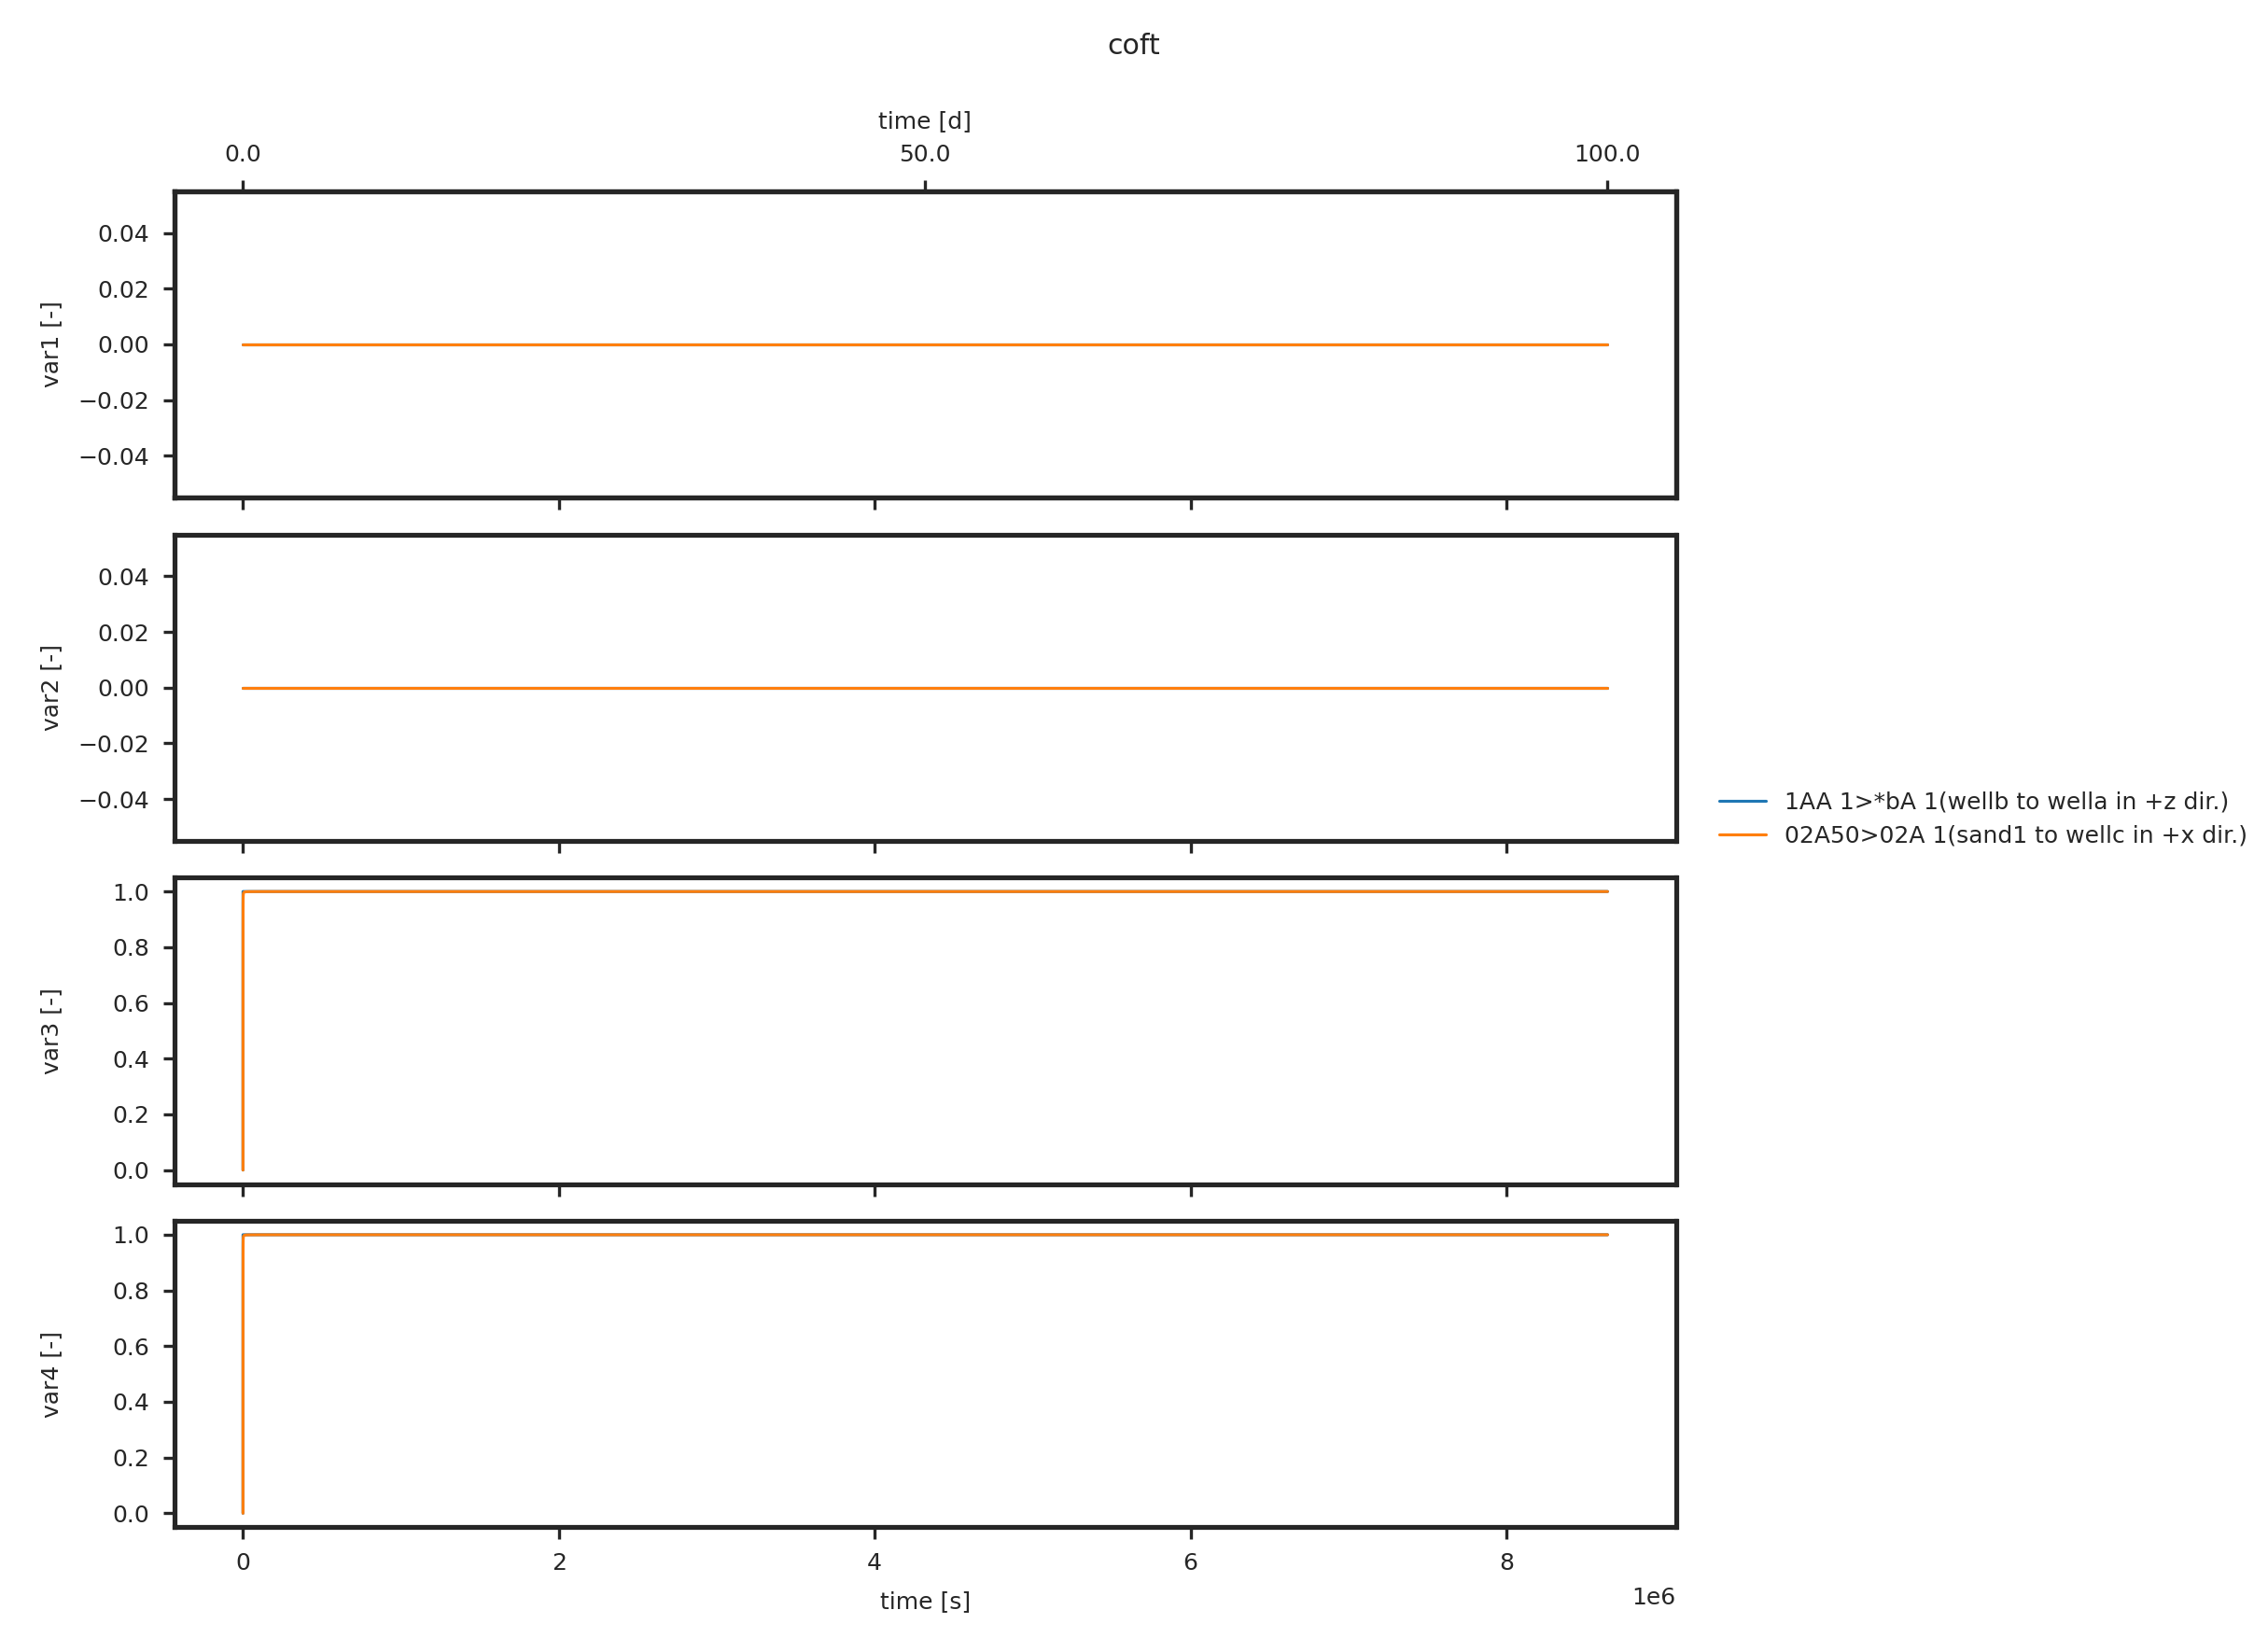 coft
time [d]
0.0 50.0 100.0
0.04
0.02
0.00
−0.02
−0.04
var1 [-]
0.04
0.02
0.00
−0.02
−0.04
var2 [-]
1AA 1>*bA 1(wellb to wella in +z dir.)
02A50>02A 1(sand1 to wellc in +x dir.)
1.0
0.8
0.6
0.4
0.2
0.0
var3 [-]
1.0
0.8
0.6
0.4
0.2
0.0
var4 [-]
0 2 4 6 8
time [s]
1e6